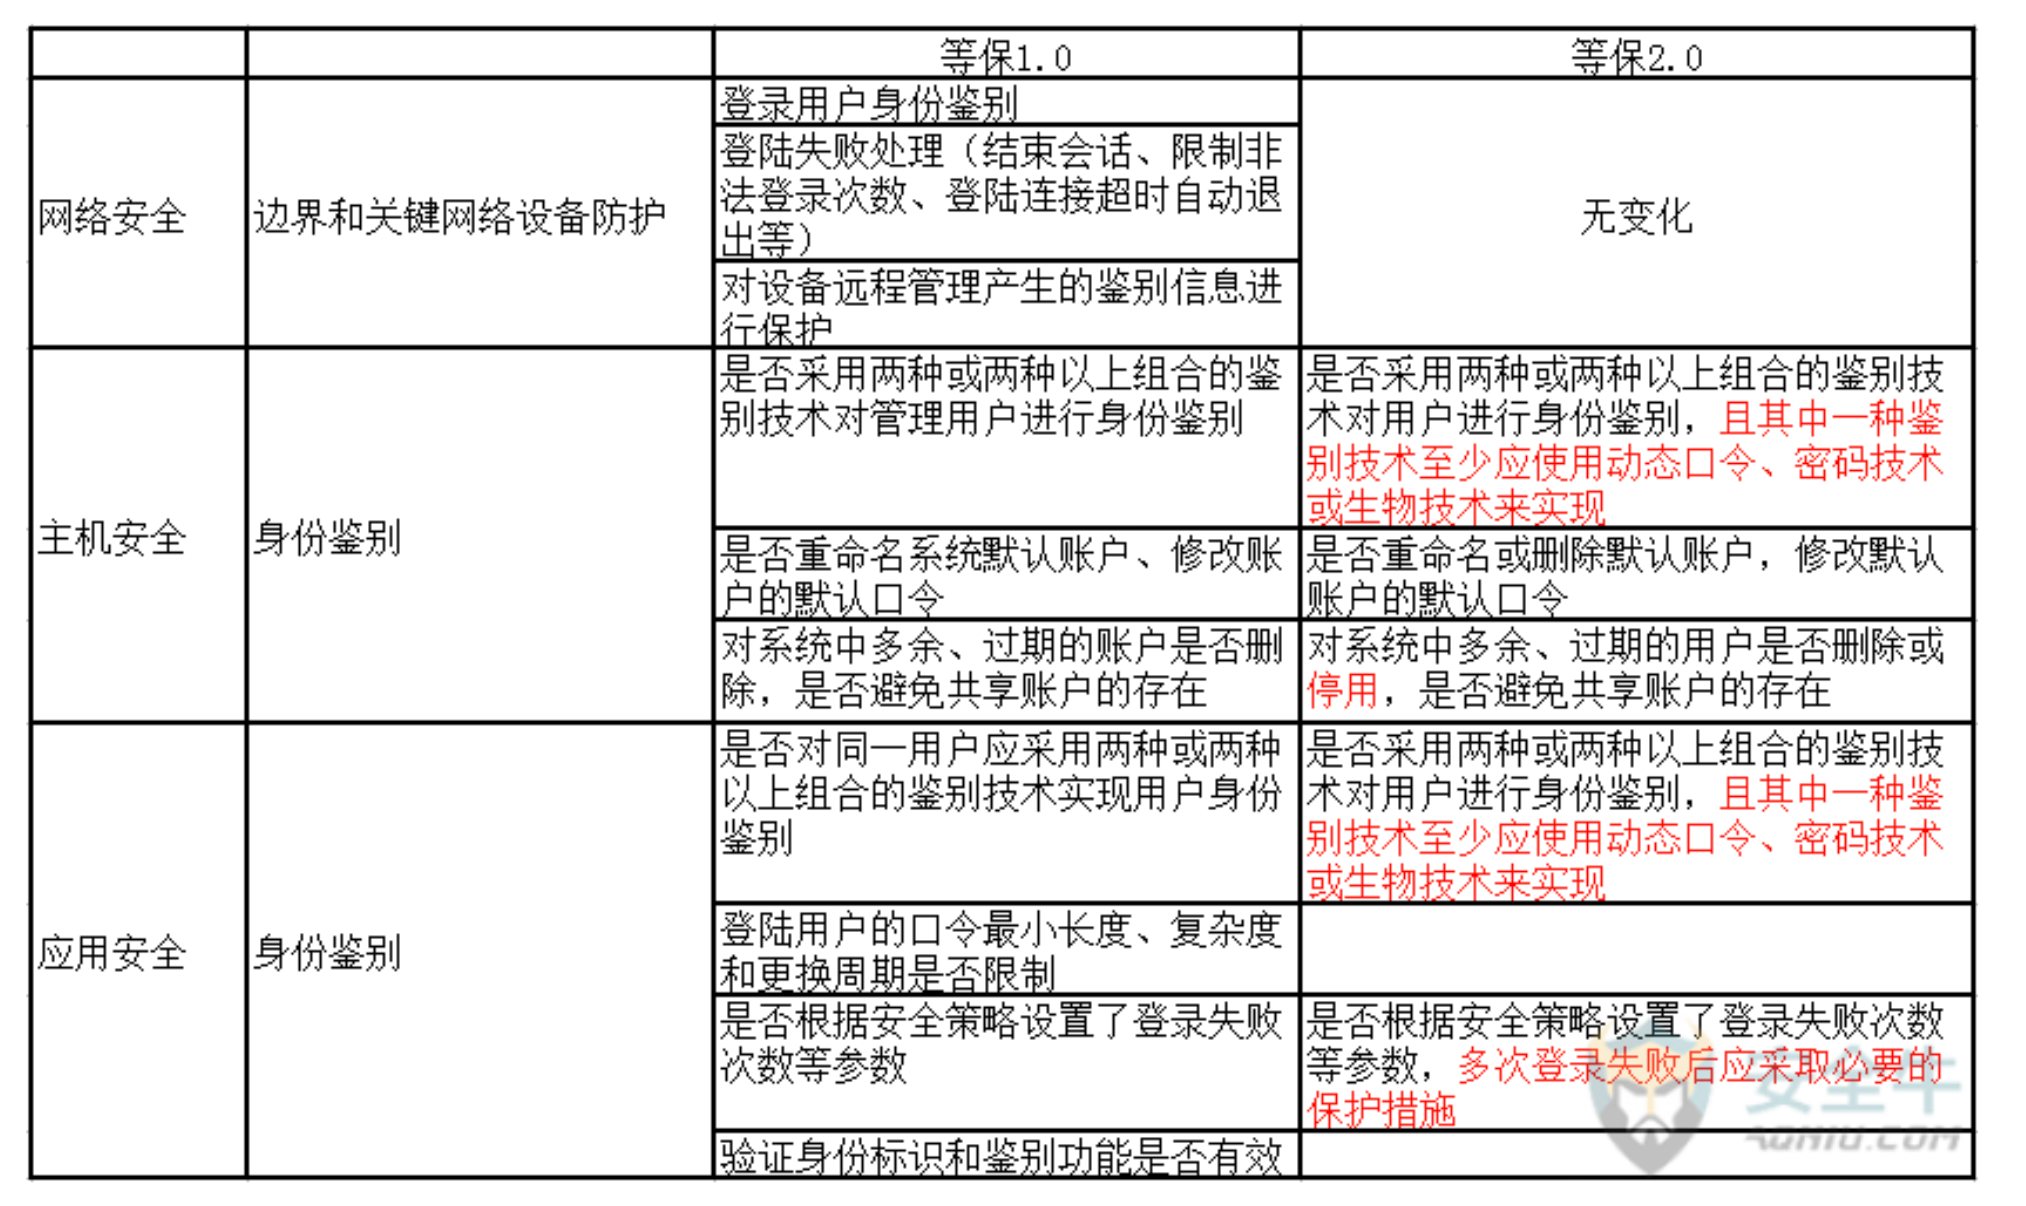 等保1.0
等保2.0
网络安全
边界和关键网络设备防护
登录用户身份鉴别
登陆失败处理（结束会话、限制非
法登录次数、登陆连接超时自动退
出等）
对设备远程管理产生的鉴别信息进
行保护
无变化
主机安全
身份鉴别
是否采用两种或两种以上组合的鉴
别技术对管理用户进行身份鉴别
是否采用两种或两种以上组合的鉴别技
术对用户进行身份鉴别，且其中一种鉴
别技术至少应使用动态口令、密码技术
或生物技术来实现
是否重命名系统默认账户、修改账
户的默认口令
是否重命名或删除默认账户，修改默认
账户的默认口令
对系统中多余、过期的账户是否删
除，是否避免共享账户的存在
对系统中多余、过期的用户是否删除或
停用，是否避免共享账户的存在
应用安全
身份鉴别
是否对同一用户应采用两种或两种
以上组合的鉴别技术实现用户身份
鉴别
是否采用两种或两种以上组合的鉴别技
术对用户进行身份鉴别，且其中一种鉴
别技术至少应使用动态口令、密码技术
或生物技术来实现
登陆用户的口令最小长度、复杂度
和更换周期是否限制
是否根据安全策略设置了登录失败
次数等参数
是否根据安全策略设置了登录失败次数
等参数，多次登录失败后应采取必要的
保护措施
验证身份标识和鉴别功能是否有效
安全牛
AQNIU.COM